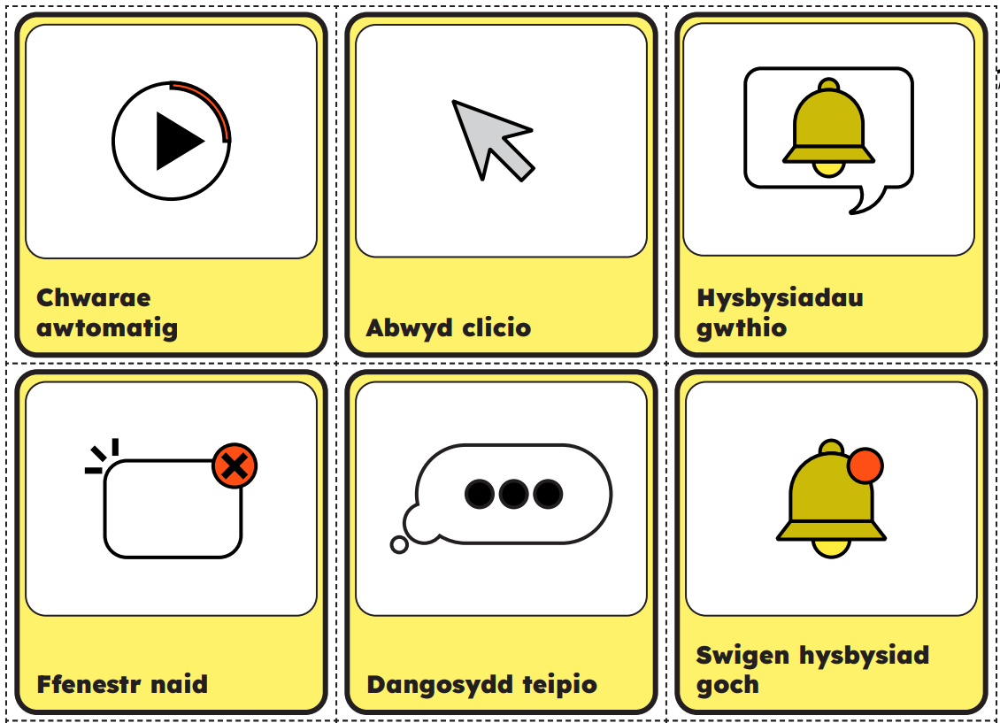 Chwarae
awtomatig
Abwyd clicio
Hysbysiadau
gwthio
Ffenestr naid
Dangosydd teipio
Swigen hysbysiad
goch